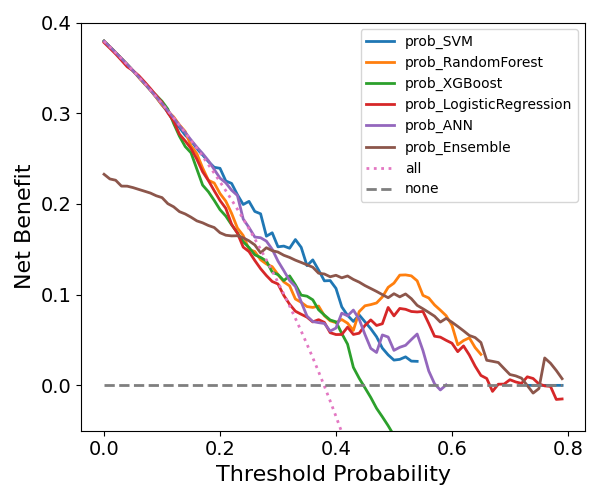 0.4
0.3
0.2
0.1
0.0
Net Benefit
0.0
0.2
0.4
0.6
0.8
Threshold Probability
prob_SVM
prob_RandomForest
prob_XGBoost
prob_LogisticRegression
prob_ANN
prob_Ensemble
all
none